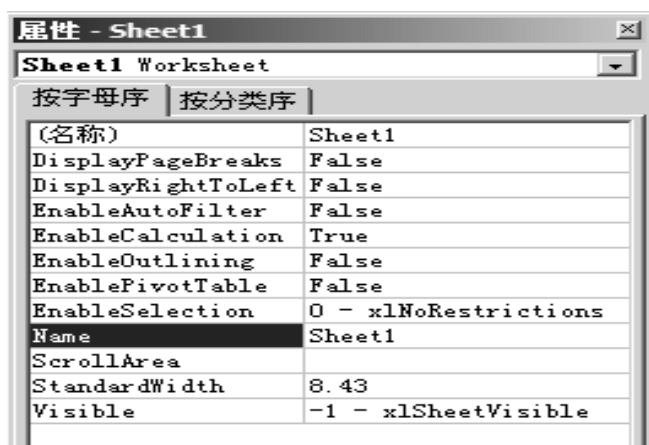 属性 - Sheet1
Sheet1 Worksheet
按字母序 按分类序
(名称) Sheet1
DisplayPageBreaks False
DisplayRightToLeft False
EnableAutoFilter False
EnableCalculation True
EnableOutlining False
EnablePivotTable False
EnableSelection 0 - xlNoRestrictions
Name Sheet1
ScrollArea
StandardWidth 8.43
Visible -1 - xlSheetVisible